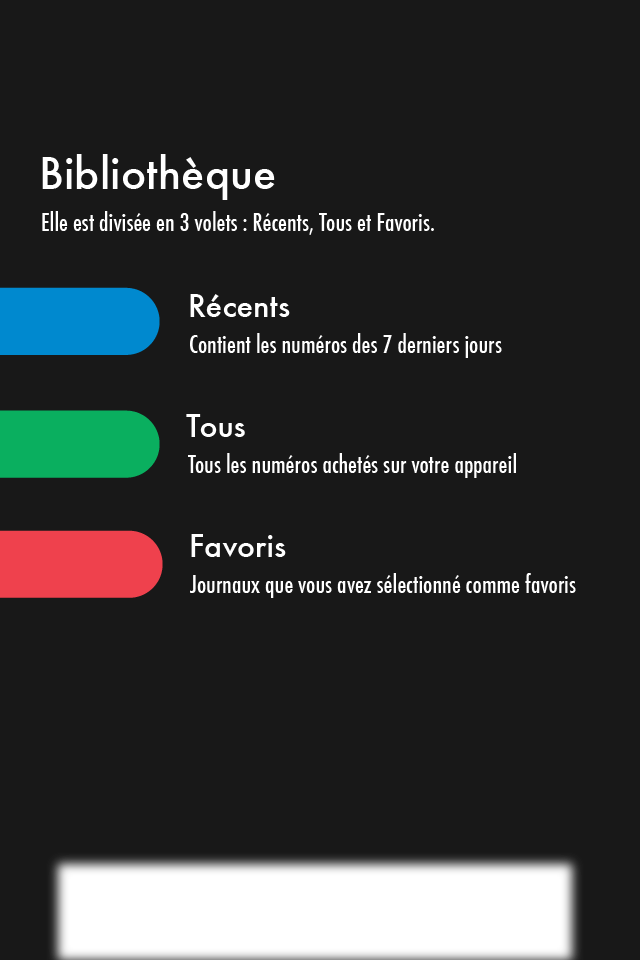 Bibliothèque
Elle est divisée en 3 volets : Récents, Tous et Favoris.
Récents
Contient les numéros des 7 derniers jours
Tous
Tous les numéros achetés sur votre appareil
Favoris
Journaux que vous avez sélectionné comme favoris